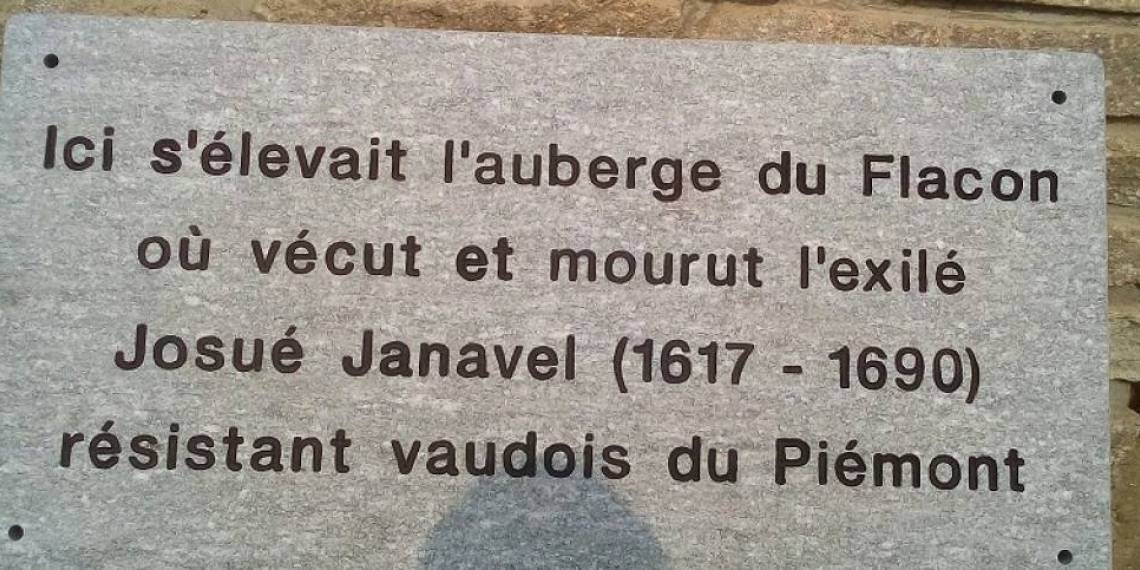 Ici s'élevait l'auberge du Flacon
où vécut et mourut l'exilé
Josué Janavel (1617 - 1690)
résistant vaudois du Piémont